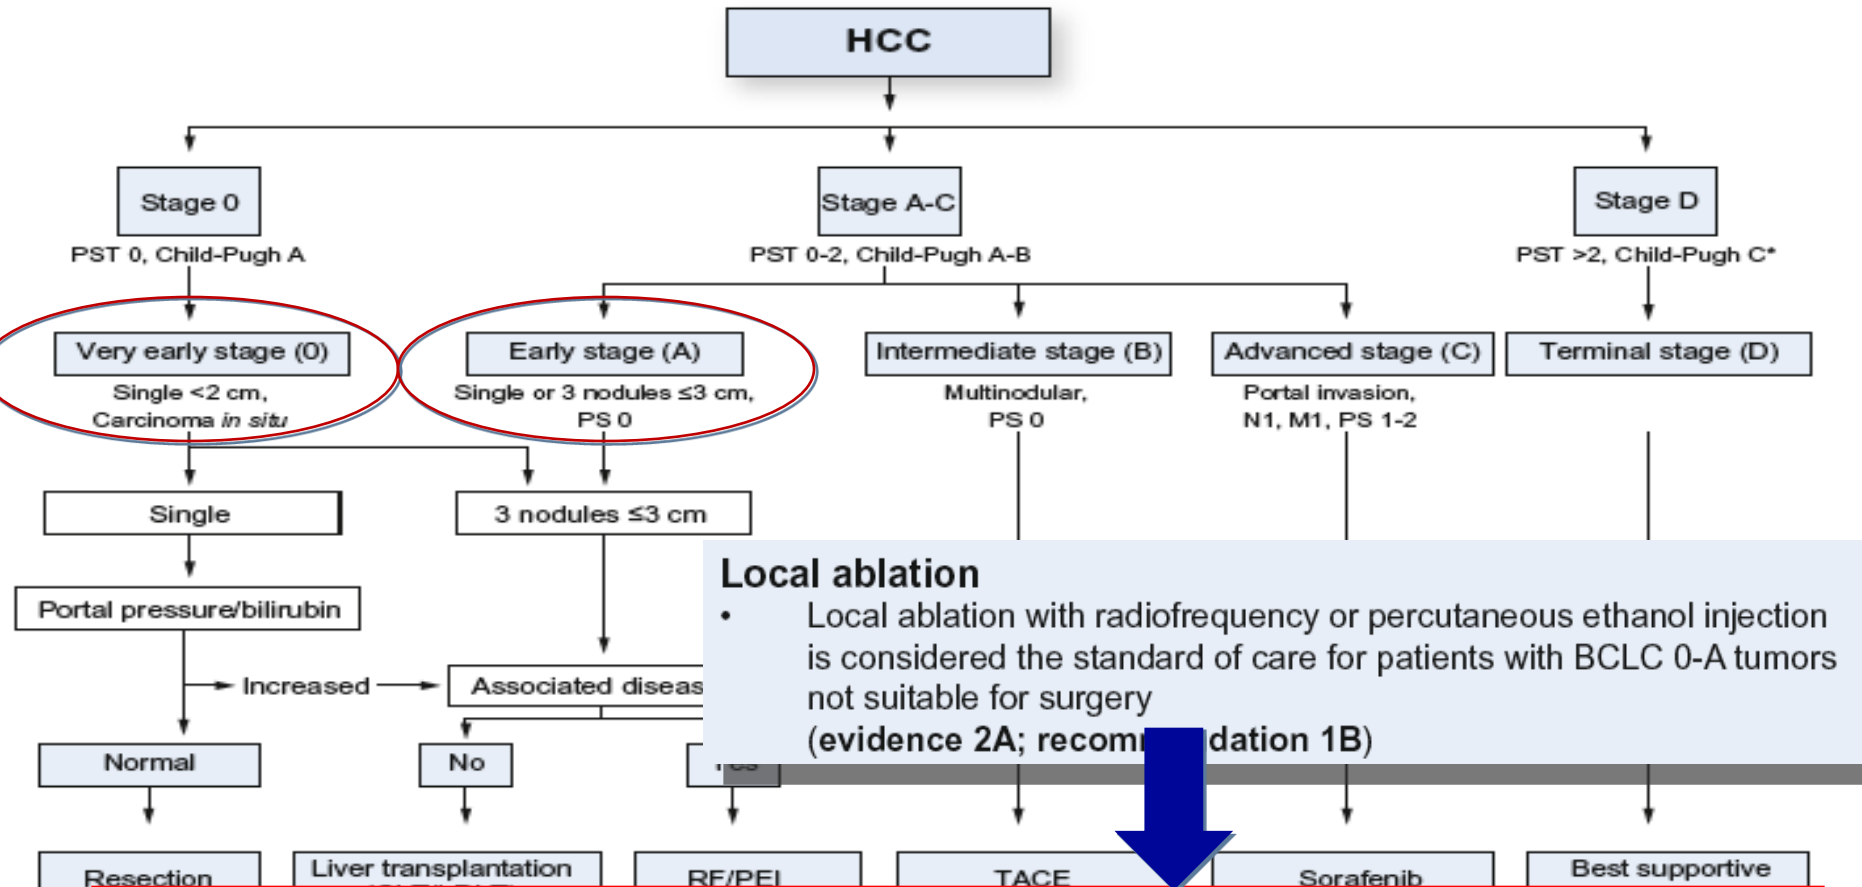 HCC
Stage 0
Stage A-C
Stage D
PST 0, Child-Pugh A
PST 0-2, Child-Pugh A-B
PST >2, Child-Pugh C*
Very early stage (0)
Early stage (A)
Intermediate stage (B)
Advanced stage (C)
Terminal stage (D)
Single <2 cm,
Carcinoma in situ
Single or 3 nodules ≤3 cm,
PS 0
Multinodular,
PS 0
Portal invasion,
N1, M1, PS 1-2
Single
3 nodules ≤3 cm
Portal pressure/bilirubin
Increased
Associated diseas
Local ablation
• Local ablation with radiofrequency or percutaneous ethanol injection
is considered the standard of care for patients with BCLC 0-A tumors
not suitable for surgery
(evidence 2A; recom dation 1B)
Normal
No
Resection
Liver transplantation
RF/PEI
TACE
Sorafenib
Best supportive